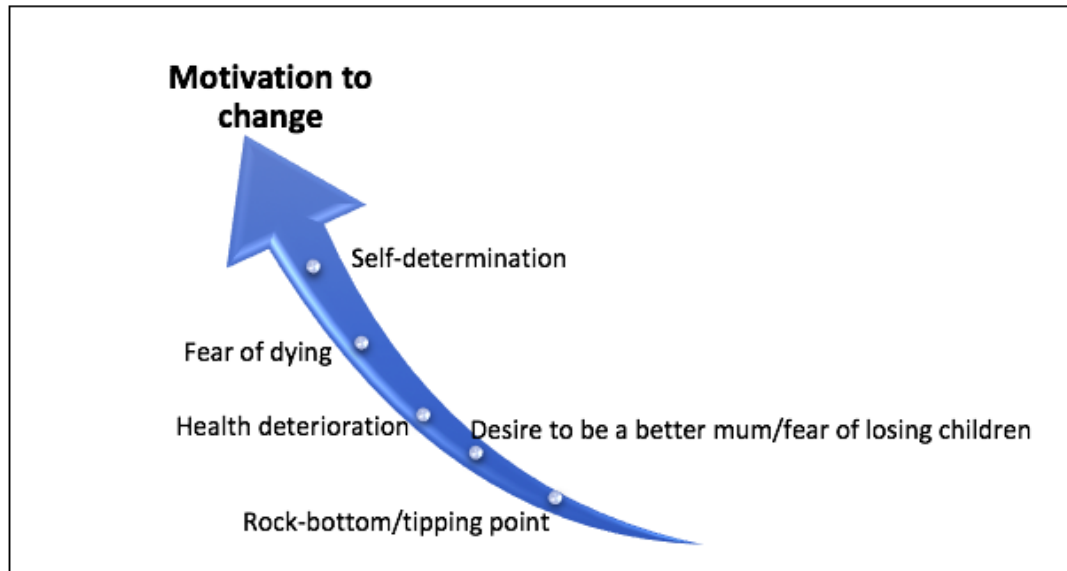 Motivation to
change
Self-determination
Fear of dying
Health deterioration
Desire to be a better mum/fear of losing children
Rock-bottom/tipping point